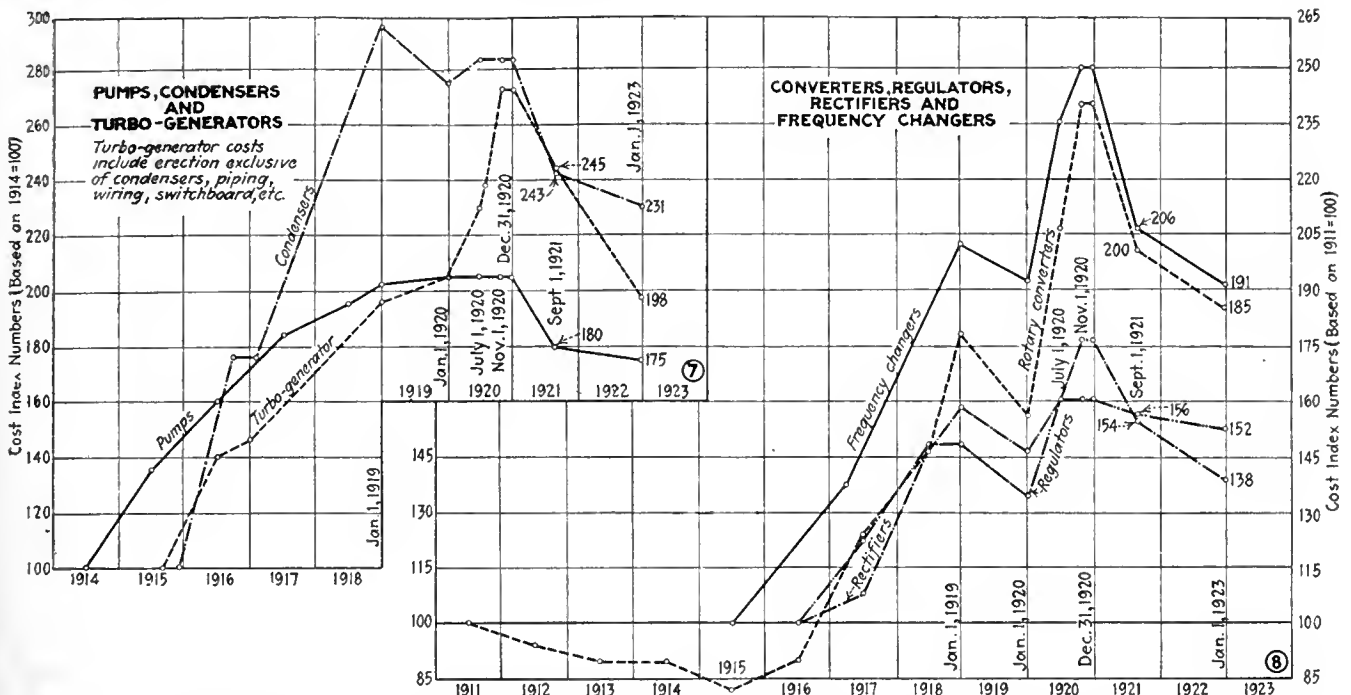 300
280
260
240
220
200
180
160
140
120
100
Cost Index Numbers (Based on 1914=100)
PUMPS, CONDENSERS
AND
TURBO-GENERATORS
Turbo-generator costs
include erection exclusive
of condensers, piping,
wiring, switchboard, etc.
Condensers
Pumps
Turbo-generator
Jan. 1, 1919
Jan. 1, 1920
July 1, 1920
Nov. 1, 1920
Dec. 31, 1920
Sept 1, 1921
Jan. 1, 1923
245
243
231
198
180
175
7
1914
1915
1916
1917
1918
1919
1920
1921
1922
1923
CONVERTERS, REGULATORS,
RECTIFIERS AND
FREQUENCY CHANGERS
265
250
235
220
205
190
175
160
145
130
115
100
85
Cost Index Numbers (Based on 1911=100)
145
130
115
100
85
Frequency changers
Rotary converters
Regulators
Rectifiers
Jan. 1, 1919
Jan. 1, 1920
July 1, 1920
Nov. 1, 1920
Dec. 31, 1920
Sept. 1, 1921
Jan. 1, 1923
206
200
191
185
156
154
152
138
8
1911
1912
1913
1914
1915
1916
1917
1918
1919
1920
1921
1922
1923